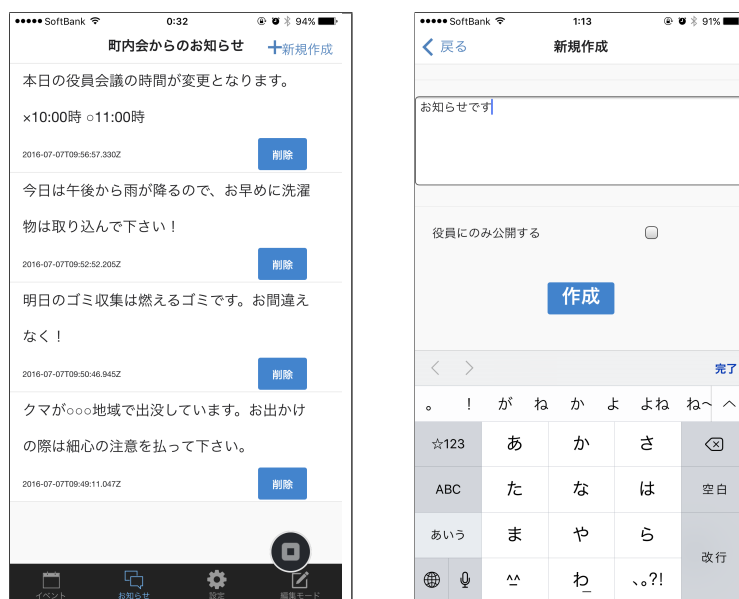 SoftBank 0:32 94%
町内会からのお知らせ +新規作成
本日の役員会議の時間が変更となります。
×10:00時 ○11:00時
2016-07-07T09:56:57.330Z 削除
今日は午後から雨が降るので、お早めに洗濯
物は取り込んで下さい！
2016-07-07T09:52:52.205Z 削除
明日のゴミ収集は燃えるゴミです。お間違え
なく！
2016-07-07T09:50:46.945Z 削除
クマが○○○地域で出没しています。お出かけ
の際は細心の注意を払って下さい。
2016-07-07T09:49:11.047Z 削除
イベント お知らせ 設定 編集モード
SoftBank 1:13 91%
戻る 新規作成
お知らせです
役員にのみ公開する
作成
完了
。 ！ が ね か よ よね ね〜
☆123 あ か さ
ABC た な は 空白
あいう ま や ら
改行
^^ わ 、。?!